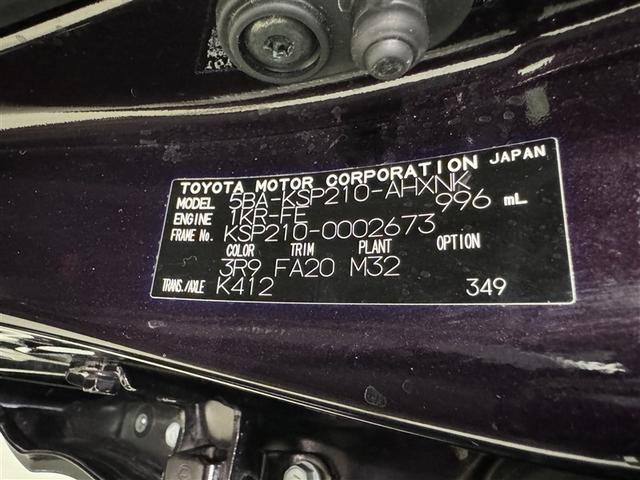 TOYOTA MOTOR CORPORATION JAPAN
MODEL 5BA-KSP210-AHXNK
ENGINE 1KR-FE 996 mL
FRAME No. KSP210-0002673
COLOR TRIM PLANT OPTION
3R9 FA20 M32
TRANS./AXLE K412 349